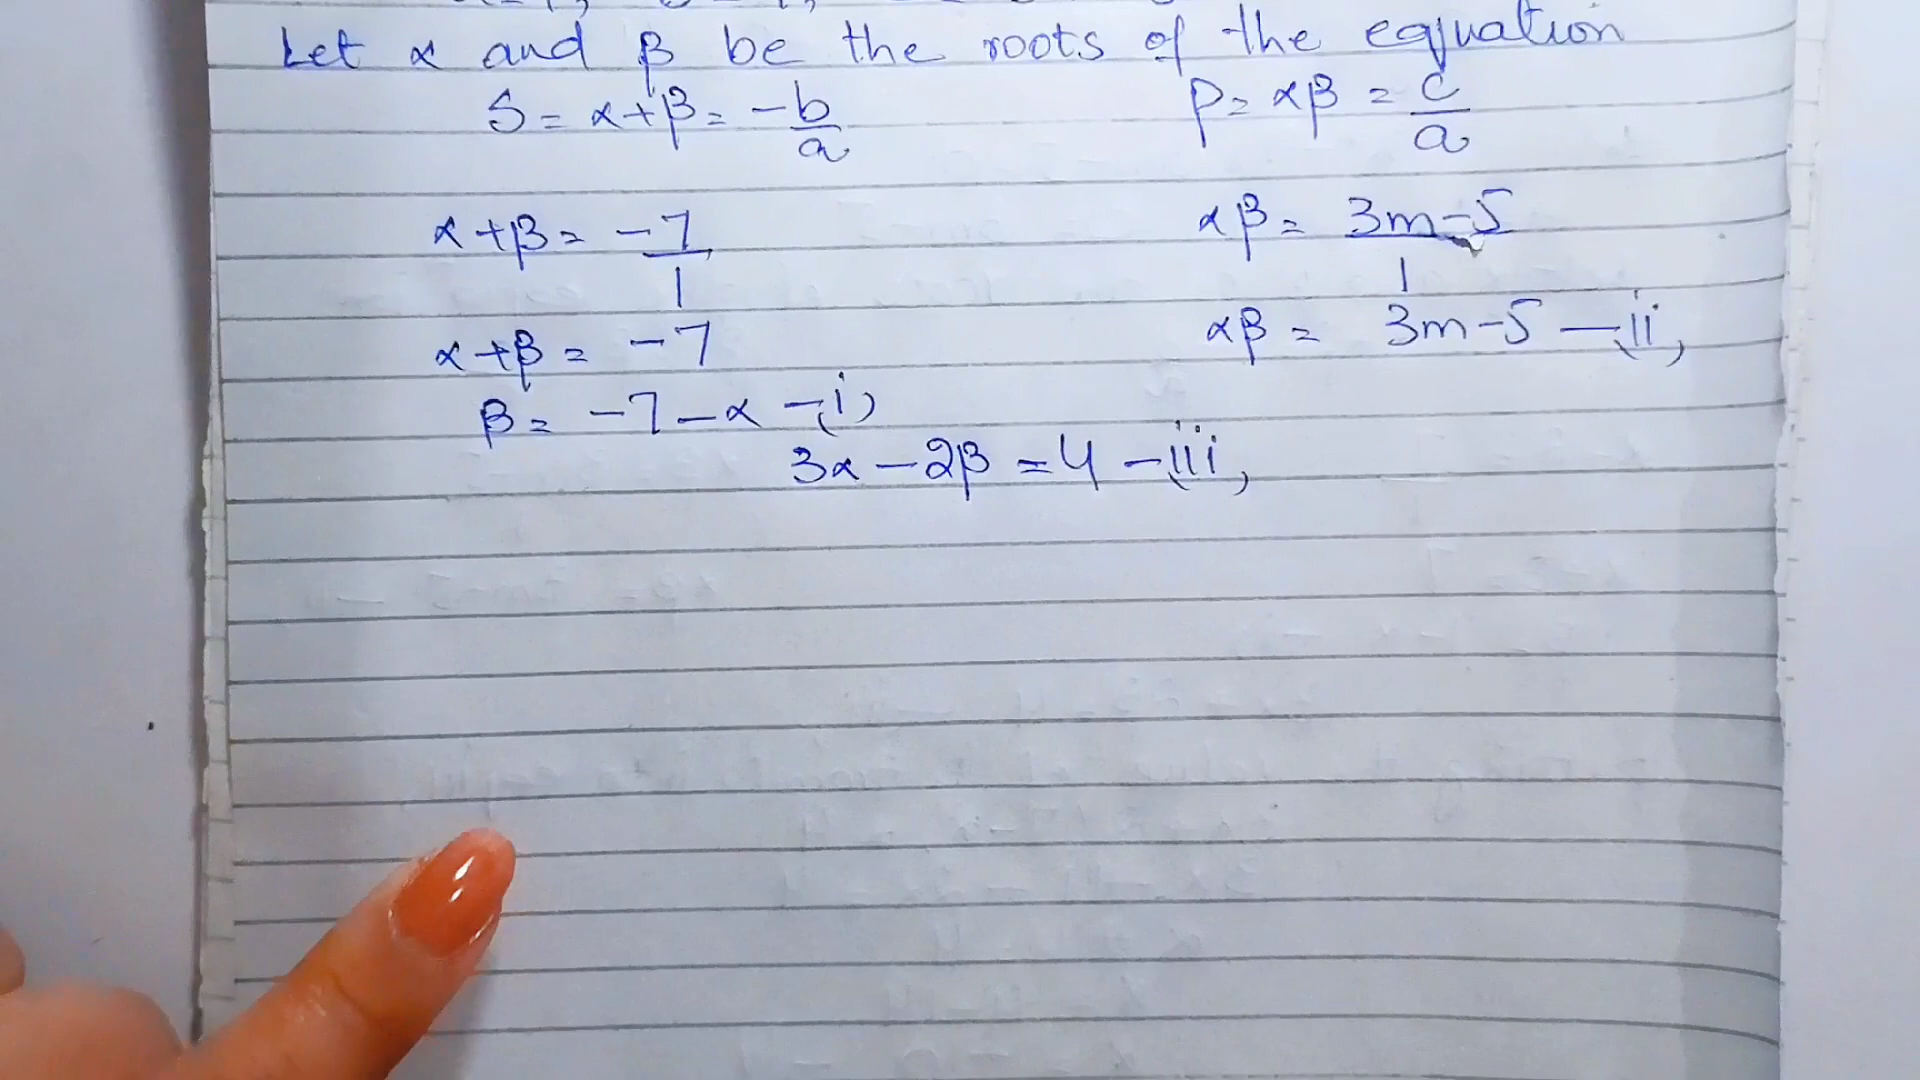 Let α and β be the roots of the equation
S = α+β = -b/a P = αβ = c/a
α+β = -7/1 αβ = 3m-5/1
α+β = -7 αβ = 3m-5 -(ii)
β = -7-α -(i)
3α-2β = 4 -(iii)